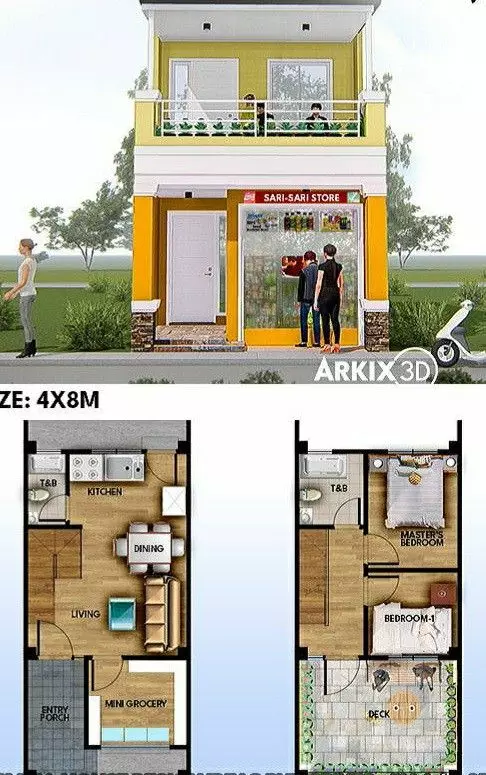 SARI-SARI STORE
ARKIX 3D
ZE: 4X8M
T&B
KITCHEN
DINING
LIVING
ENTRY
PORCH
MINI GROCERY
T&B
MASTER'S
BEDROOM
BEDROOM-1
DECK